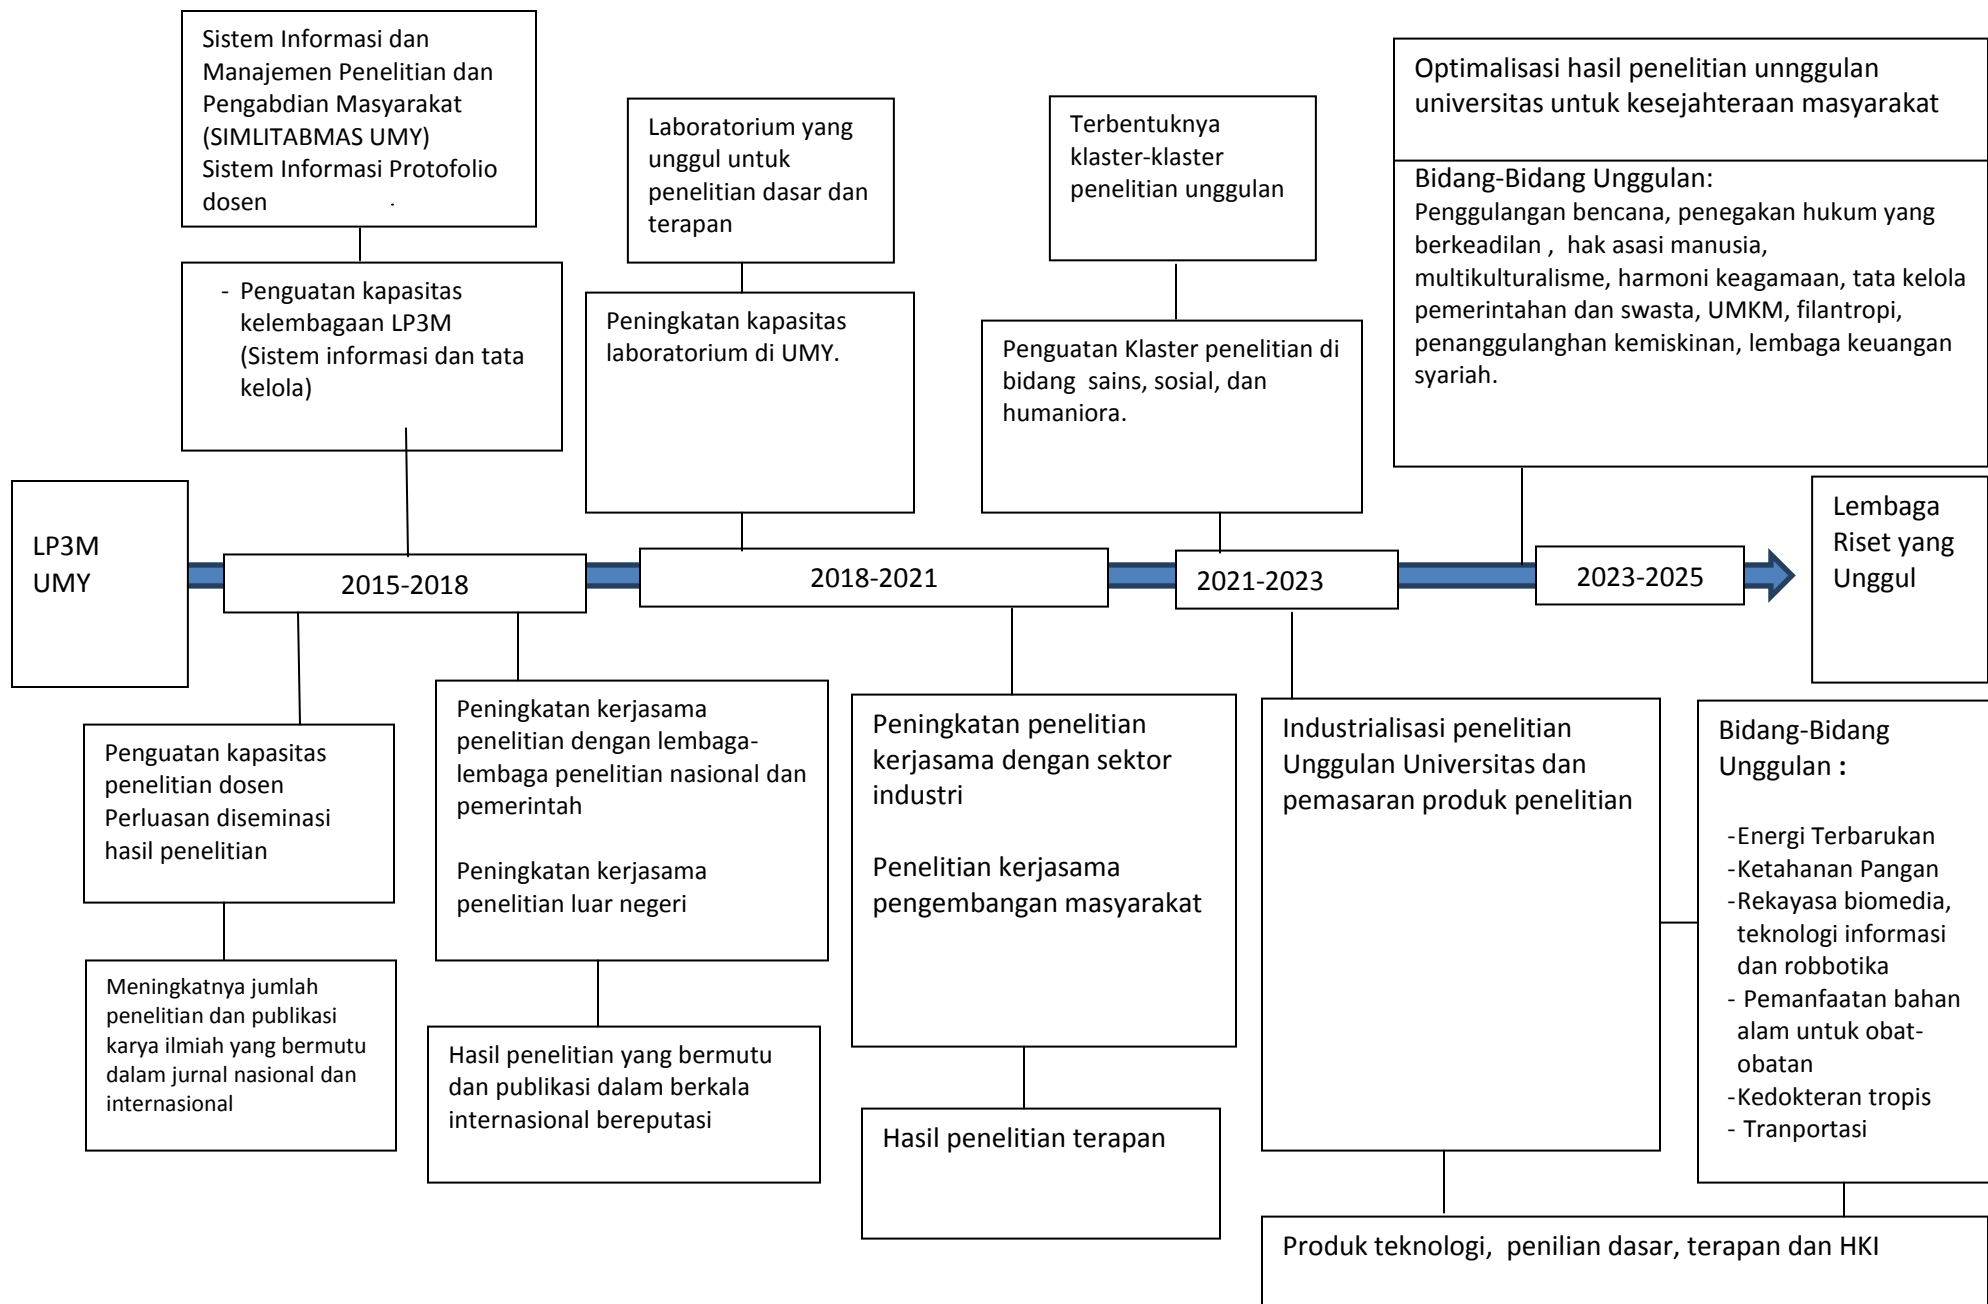 Sistem Informasi dan
Manajemen Penelitian dan
Pengabdian Masyarakat
(SIMLITABMAS UMY)
Sistem Informasi Protofolio
dosen .
Laboratorium yang
unggul untuk
penelitian dasar dan
terapan
Terbentuknya
klaster-klaster
penelitian unggulan
Optimalisasi hasil penelitian unnggulan
universitas untuk kesejahteraan masyarakat
Bidang-Bidang Unggulan:
Penggulangan bencana, penegakan hukum yang
berkeadilan , hak asasi manusia,
multikulturalisme, harmoni keagamaan, tata kelola
pemerintahan dan swasta, UMKM, filantropi,
penanggulanghan kemiskinan, lembaga keuangan
syariah.
- Penguatan kapasitas
kelembagaan LP3M
(Sistem informasi dan tata
kelola)
Peningkatan kapasitas
laboratorium di UMY.
Penguatan Klaster penelitian di
bidang sains, sosial, dan
humaniora.
LP3M
UMY
2015-2018
2018-2021
2021-2023
2023-2025
Lembaga
Riset yang
Unggul
Penguatan kapasitas
penelitian dosen
Perluasan diseminasi
hasil penelitian
Peningkatan kerjasama
penelitian dengan lembaga-
lembaga penelitian nasional dan
pemerintah
Peningkatan kerjasama
penelitian luar negeri
Peningkatan penelitian
kerjasama dengan sektor
industri
Penelitian kerjasama
pengembangan masyarakat
Industrialisasi penelitian
Unggulan Universitas dan
pemasaran produk penelitian
Bidang-Bidang
Unggulan :
-Energi Terbarukan
-Ketahanan Pangan
-Rekayasa biomedia,
teknologi informasi
dan robbotika
- Pemanfaatan bahan
alam untuk obat-
obatan
-Kedokteran tropis
- Tranportasi
Meningkatnya jumlah
penelitian dan publikasi
karya ilmiah yang bermutu
dalam jurnal nasional dan
internasional
Hasil penelitian yang bermutu
dan publikasi dalam berkala
internasional bereputasi
Hasil penelitian terapan
Produk teknologi, penilian dasar, terapan dan HKI